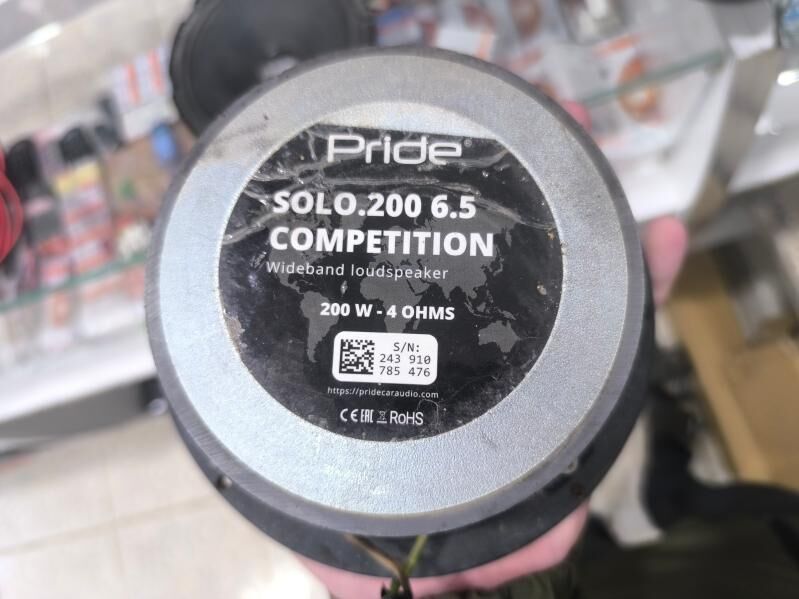 Pride®
SOLO.200 6.5
COMPETITION
Wideband loudspeaker
200 W - 4 OHMS
S/N:
243 910
785 476
https://pridecaraudio.com
CE EAC RoHS